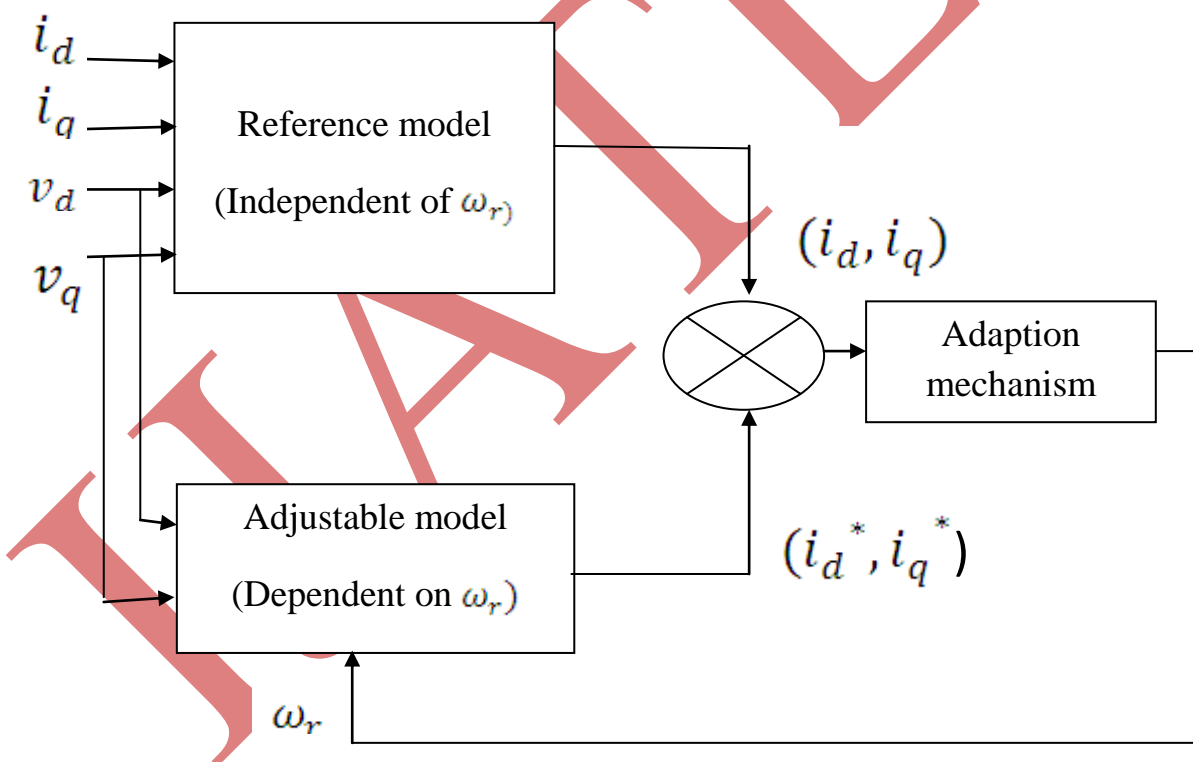 i_d
i_q
v_d
v_q
Reference model
(Independent of ω_r)
(i_d, i_q)
Adaption
mechanism
Adjustable model
(Dependent on ω_r)
(i_d^*, i_q^*)
ω_r